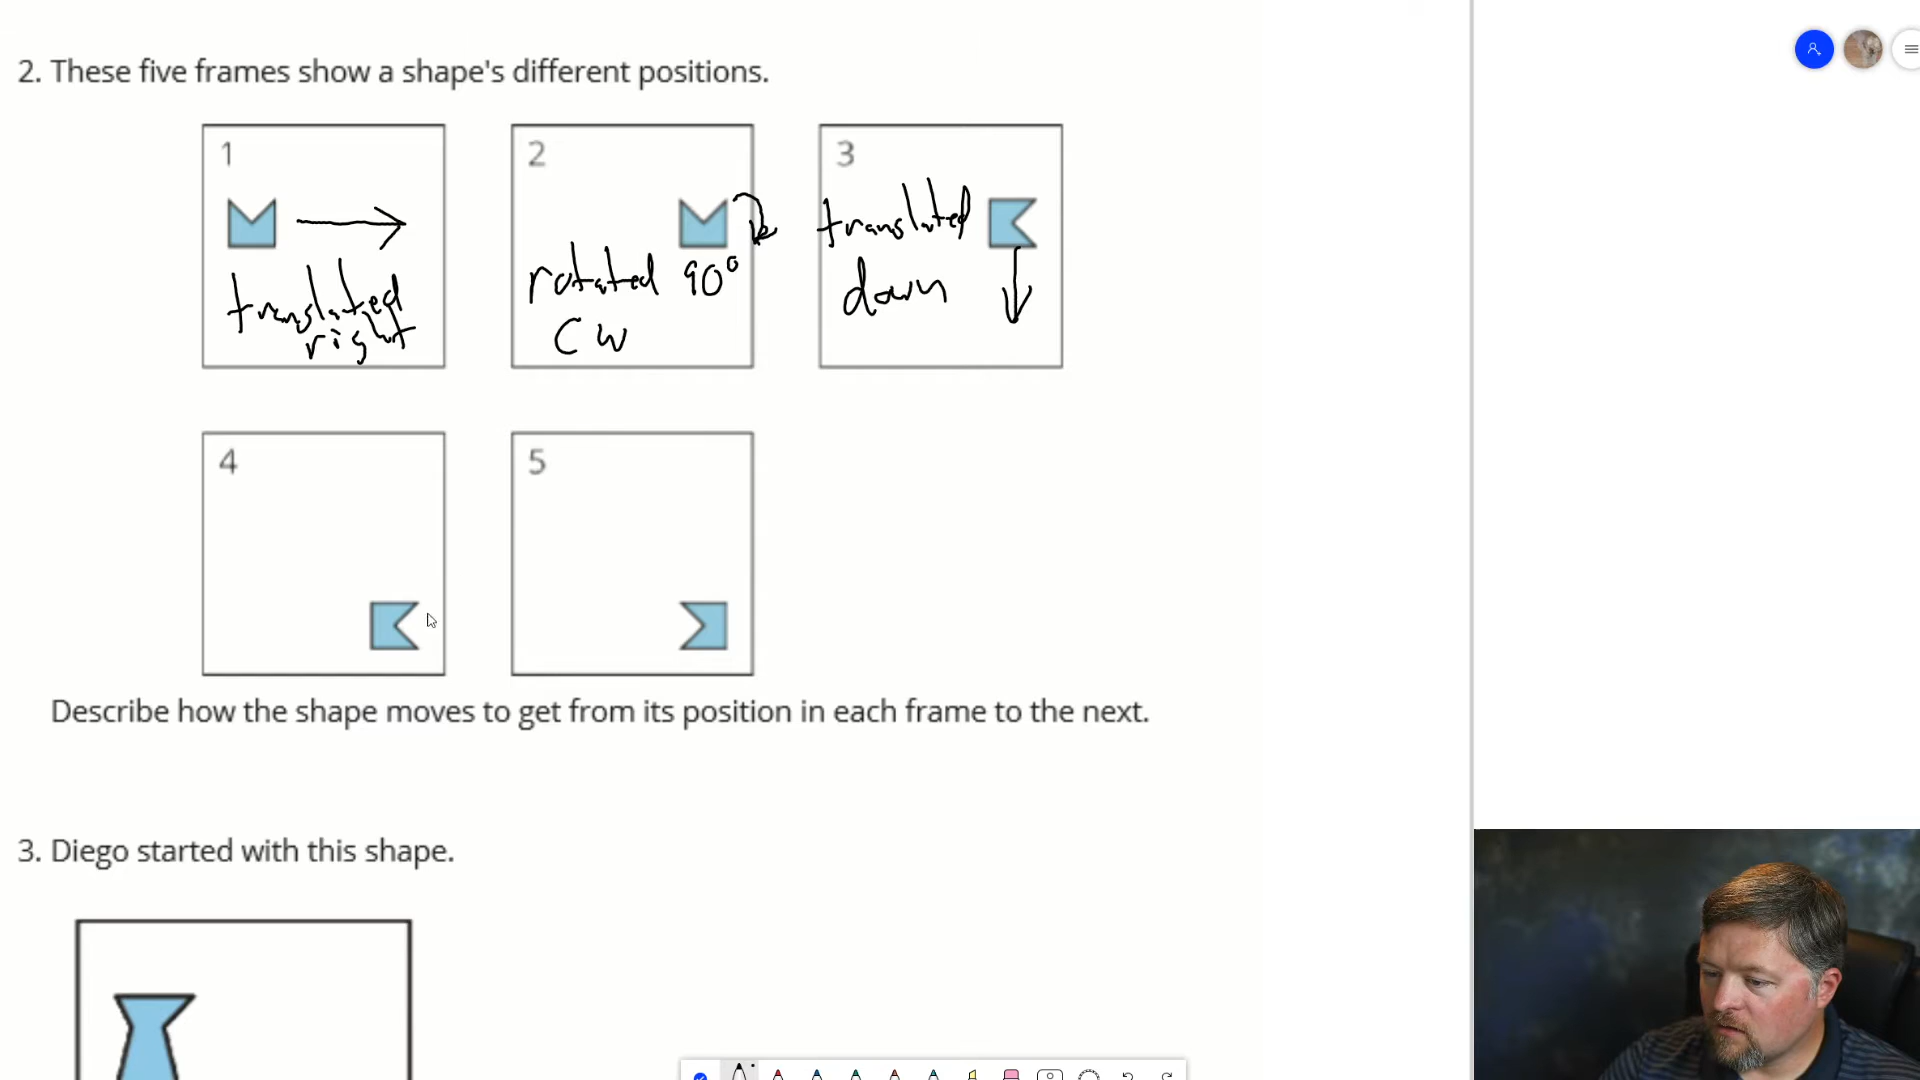 2. These five frames show a shape's different positions.
1
translated
right
2
rotated 90°
CW
3
translated
down
4
5
Describe how the shape moves to get from its position in each frame to the next.
3. Diego started with this shape.